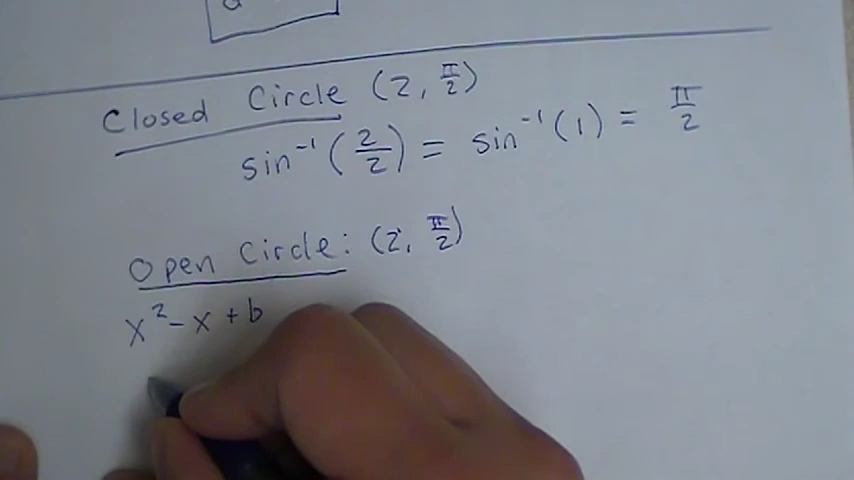 a
Closed Circle (2, π/2)
sin⁻¹(2/2) = sin⁻¹(1) = π/2
Open Circle: (2, π/2)
x² - x + b